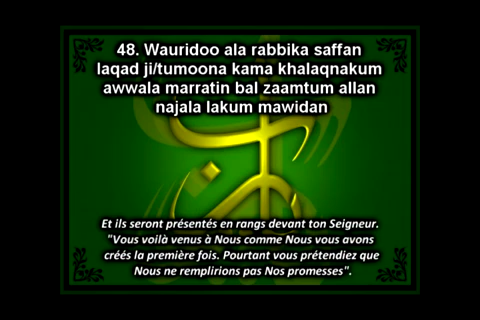 48. Wauridoo ala rabbika saffan
laqad ji/tumoona kama khalaqnakum
awwala marratin bal zaamtum allan
najala lakum mawidan
Et ils seront présentés en rangs devant ton Seigneur.
"Vous voilà venus à Nous comme Nous vous avons
créés la première fois. Pourtant vous prétendiez que
Nous ne remplirions pas Nos promesses".